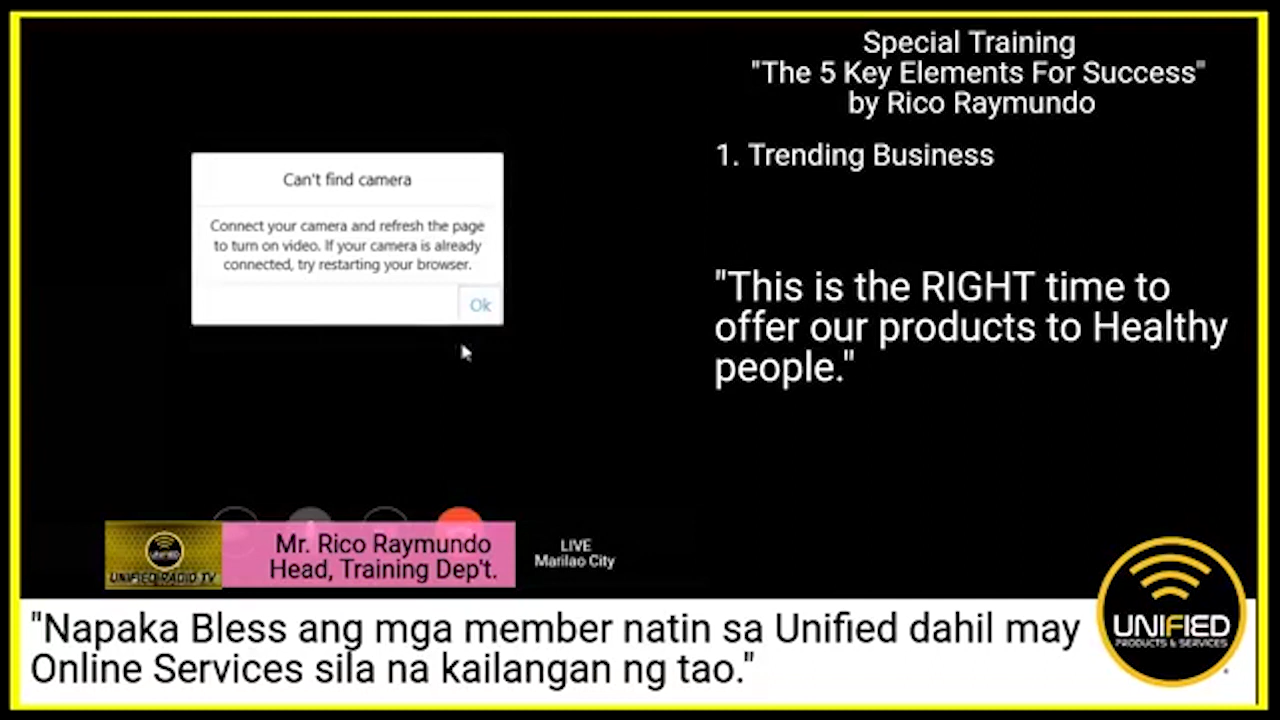 Special Training
"The 5 Key Elements For Success"
by Rico Raymundo
1. Trending Business
Can't find camera
Connect your camera and refresh the page
to turn on video. If your camera is already
connected, try restarting your browser.
Ok
"This is the RIGHT time to
offer our products to Healthy
people."
UNIFIED
UNIFIED RADIO TV
Mr. Rico Raymundo
Head, Training Dep't.
LIVE
Marilao City
"Napaka Bless ang mga member natin sa Unified dahil may
Online Services sila na kailangan ng tao."
UNIFIED
PRODUCTS & SERVICES